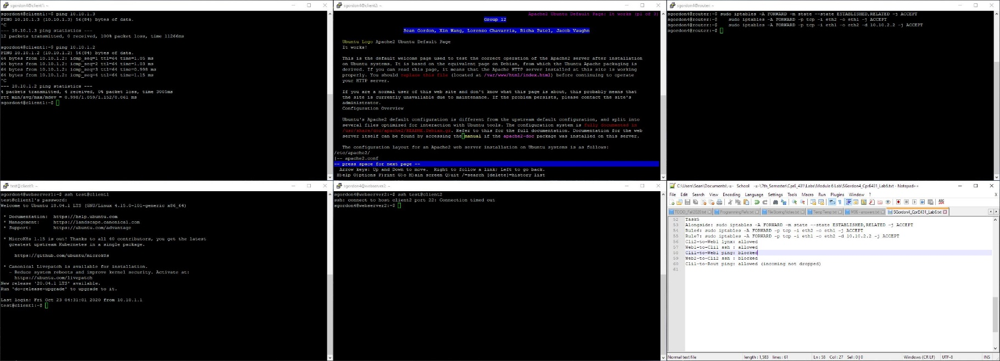 sgordon4@client1: ~
sgordon4@client1:~$ ping 10.10.1.3
PING 10.10.1.3 (10.10.1.3) 56(84) bytes of data.
^C
--- 10.10.1.3 ping statistics ---
12 packets transmitted, 0 received, 100% packet loss, time 11266ms
sgordon4@client1:~$ ping 10.10.1.2
PING 10.10.1.2 (10.10.1.2) 56(84) bytes of data.
64 bytes from 10.10.1.2: icmp_seq=1 ttl=64 time=1.05 ms
64 bytes from 10.10.1.2: icmp_seq=2 ttl=64 time=1.03 ms
64 bytes from 10.10.1.2: icmp_seq=3 ttl=64 time=0.998 ms
64 bytes from 10.10.1.2: icmp_seq=4 ttl=64 time=1.15 ms
^C
--- 10.10.1.2 ping statistics ---
4 packets transmitted, 4 received, 0% packet loss, time 3005ms
rtt min/avg/max/mdev = 0.998/1.059/1.152/0.061 ms
sgordon4@client1:~$
sgordon4@client2: ~
Apache2 Ubuntu Default Page: It works (p1 of 3)
Group 12
Sean Gordon, Xin Wang, Lorenzo Chavarria, Richa Patel, Jacob Vaughn
Ubuntu Logo Apache2 Ubuntu Default Page
It works!
This is the default welcome page used to test the correct operation of the Apache2 server after installation
on Ubuntu systems. It is based on the equivalent page on Debian, from which the Ubuntu Apache packaging is
derived. If you can read this page, it means that the Apache HTTP server installed at this site is working
properly. You should replace this file (located at /var/www/html/index.html) before continuing to operate
your HTTP server.
If you are a normal user of this web site and don't know what this page is about, this probably means that
the site is currently unavailable due to maintenance. If the problem persists, please contact the site's
administrator.
Configuration Overview
Ubuntu's Apache2 default configuration is different from the upstream default configuration, and split into
several files optimized for interaction with Ubuntu tools. The configuration system is fully documented in
/usr/share/doc/apache2/README.Debian.gz. Refer to this for the full documentation. Documentation for the web
server itself can be found by accessing the manual if the apache2-doc package was installed on this server.
The configuration layout for an Apache2 web server installation on Ubuntu systems is as follows:
/etc/apache2/
|-- apache2.conf
-- press space for next page --
Arrow keys: Up and Down to move. Right to follow a link; Left to go back.
H)elp O)ptions P)rint G)o M)ain screen Q)uit /=search [delete]=history list
sgordon4@router: ~
sgordon4@router:~$ sudo iptables -A FORWARD -m state --state ESTABLISHED,RELATED -j ACCEPT
sgordon4@router:~$ sudo iptables -A FORWARD -p tcp -i eth2 -o eth1 -j ACCEPT
sgordon4@router:~$ sudo iptables -A FORWARD -p tcp -i eth1 -o eth2 -d 10.10.2.2 -j ACCEPT
sgordon4@router:~$
test@client1: ~
sgordon4@webserver1:~$ ssh test@client1
test@client1's password:
Welcome to Ubuntu 18.04.1 LTS (GNU/Linux 4.15.0-101-generic x86_64)
* Documentation: https://help.ubuntu.com
* Management: https://landscape.canonical.com
* Support: https://ubuntu.com/advantage
* MicroK8s 1.15 is out! Thanks to all 40 contributors, you get the latest
greatest upstream Kubernetes in a single package.
https://github.com/ubuntu/microk8s
* Canonical Livepatch is available for installation.
- Reduce system reboots and improve kernel security. Activate at:
https://ubuntu.com/livepatch
New release '20.04.1 LTS' available.
Run 'do-release-upgrade' to upgrade to it.
Last login: Fri Oct 23 04:31:01 2020 from 10.10.1.1
test@client1:~$
sgordon4@webserver2: ~
sgordon4@webserver2:~$ ssh test@client2
ssh: connect to host client2 port 22: Connection timed out
sgordon4@webserver2:~$
C:\Users\Sean\Documents\-=- School -=-\7th_Semester\CprE_431\Labs\Module 6 Lab\SGordon4_CprE431_Lab6.txt - Notepad++
File Edit Search View Encoding Language Settings Tools Macro Run Plugins Window ? X
TODO_Fall2020.txt ProgrammingRefs.txt FileStoringNotes.txt TempTemp.txt M06 - answers.txt SGordon4_CprE431_Lab6.txt
52 Task5
53 Alongside: sudo iptables -A FORWARD -m state --state ESTABLISHED,RELATED -j ACCEPT
54 Rule6: sudo iptables -A FORWARD -p tcp -i eth2 -o eth1 -j ACCEPT
55 Rule7: sudo iptables -A FORWARD -p tcp -i eth1 -o eth2 -d 10.10.2.2 -j ACCEPT
56 Cli2-to-Web1 lynx: allowed
57 Web1-to-Cli1 ssh : allowed
58 Cli1-to-Web1 ping: blocked
59 Web2-to-Cli2 ssh : blocked
60 Cli1-to-Rout ping: allowed (incoming not dropped)
61
Normal text file length : 1,583 lines : 61 Ln : 58 Col : 27 Sel : 0 | 0 Windows (CR LF) UTF-8 INS